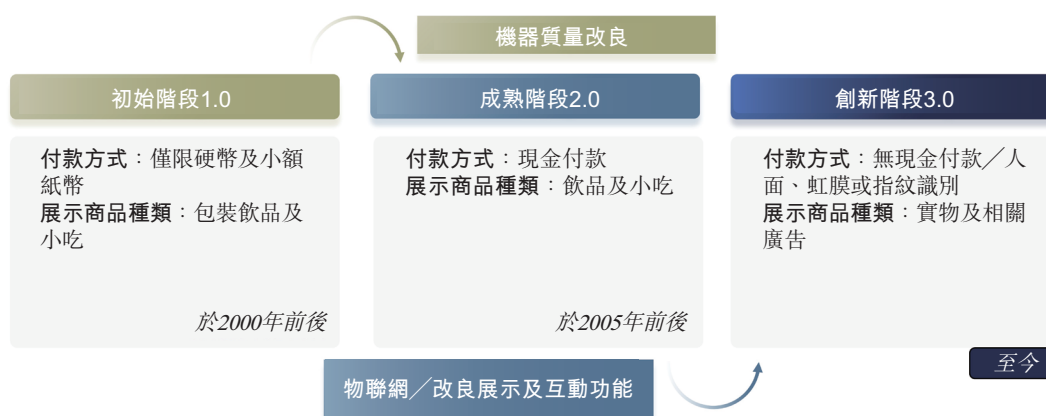 機器質量改良
初始階段1.0
成熟階段2.0
創新階段3.0
付款方式：僅限硬幣及小額
紙幣
展示商品種類：包裝飲品及
小吃
於2000年前後
付款方式：現金付款
展示商品種類：飲品及小吃
於2005年前後
付款方式：無現金付款／人
面、虹膜或指紋識別
展示商品種類：實物及相關
廣告
至今
物聯網／改良展示及互動功能